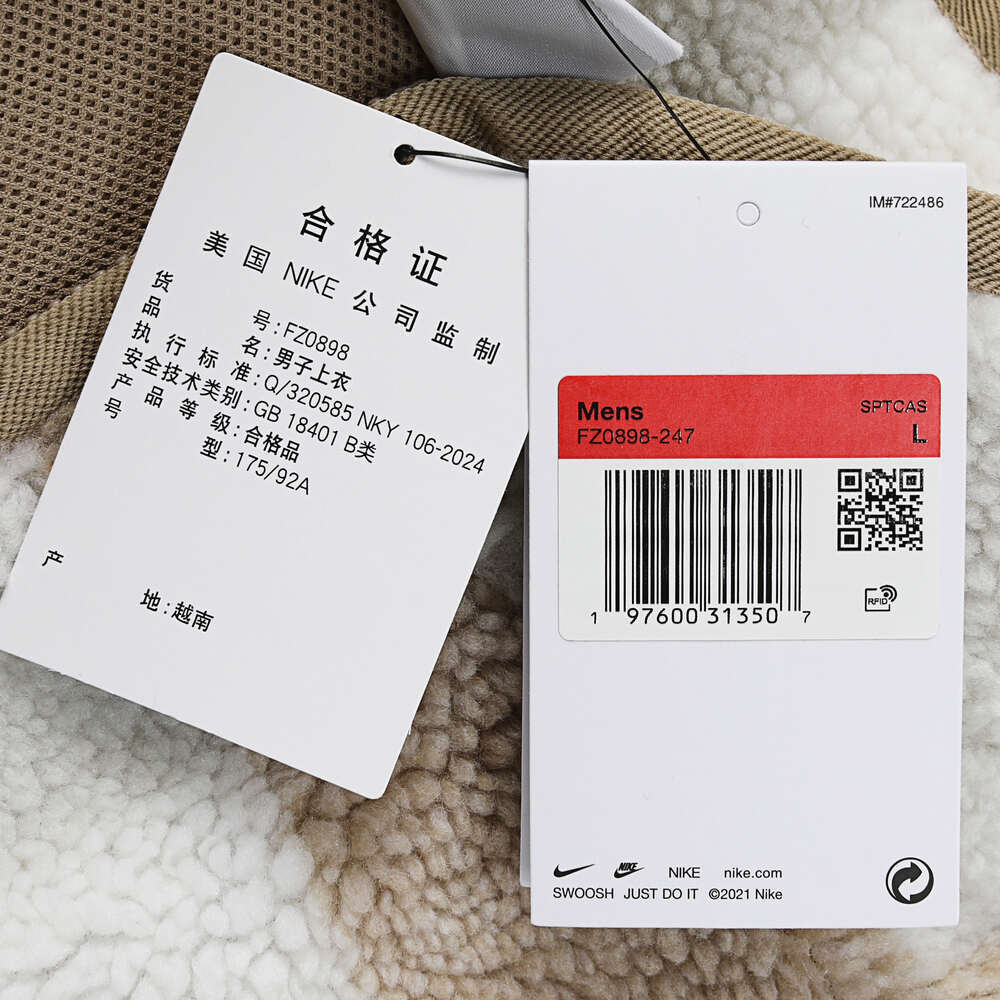 合格证
美国 NIKE 公司监制
货号:FZ0898
品名:男子上衣
执行标准:Q/320585 NKY 106-2024
安全技术类别:GB 18401 B类
产品等级:合格品
号型:175/92A
产地:越南
IM#722486
Mens
SPTCAS
FZ0898-247
L
1 97600 31350 7
RFID
NIKE NIKE nike.com
SWOOSH JUST DO IT ©2021 Nike